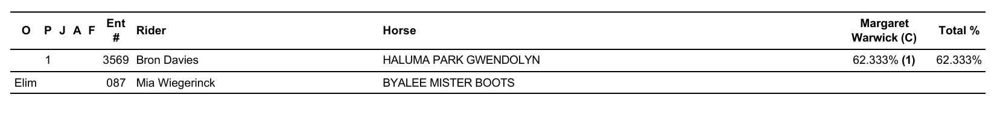 O P J A F Ent # Rider Horse Margaret Warwick (C) Total %
1 3569 Bron Davies HALUMA PARK GWENDOLYN 62.333% (1) 62.333%
Elim 087 Mia Wiegerinck BYALEE MISTER BOOTS